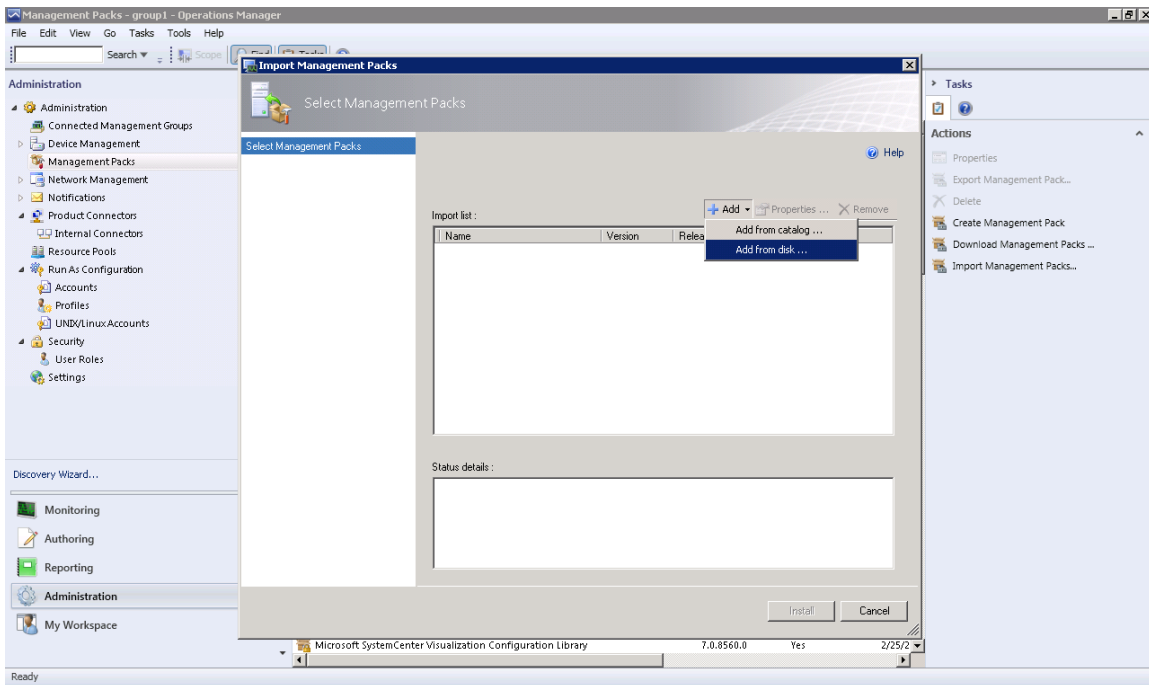 Management Packs - group1 - Operations Manager
File Edit View Go Tasks Tools Help
Search Scope Find Tasks
Administration
Administration
Connected Management Groups
Device Management
Management Packs
Network Management
Notifications
Product Connectors
Internal Connectors
Resource Pools
Run As Configuration
Accounts
Profiles
UNIX/Linux Accounts
Security
User Roles
Settings
Discovery Wizard...
Monitoring
Authoring
Reporting
Administration
My Workspace
Import Management Packs
Select Management Packs
Select Management Packs
Help
Add Properties ... Remove
Import list :
Name Version
Add from catalog ...
Add from disk ...
Status details :
Install Cancel
Microsoft SystemCenter Visualization Configuration Library 7.0.8560.0 Yes 2/25/2
Tasks
Actions
Properties
Export Management Pack...
Delete
Create Management Pack
Download Management Packs ...
Import Management Packs...
Ready